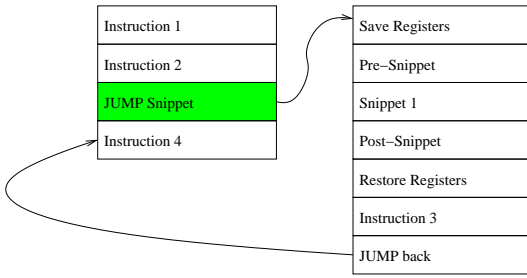 Instruction 1
Instruction 2
JUMP Snippet
Instruction 4
Save Registers
Pre−Snippet
Snippet 1
Post−Snippet
Restore Registers
Instruction 3
JUMP back